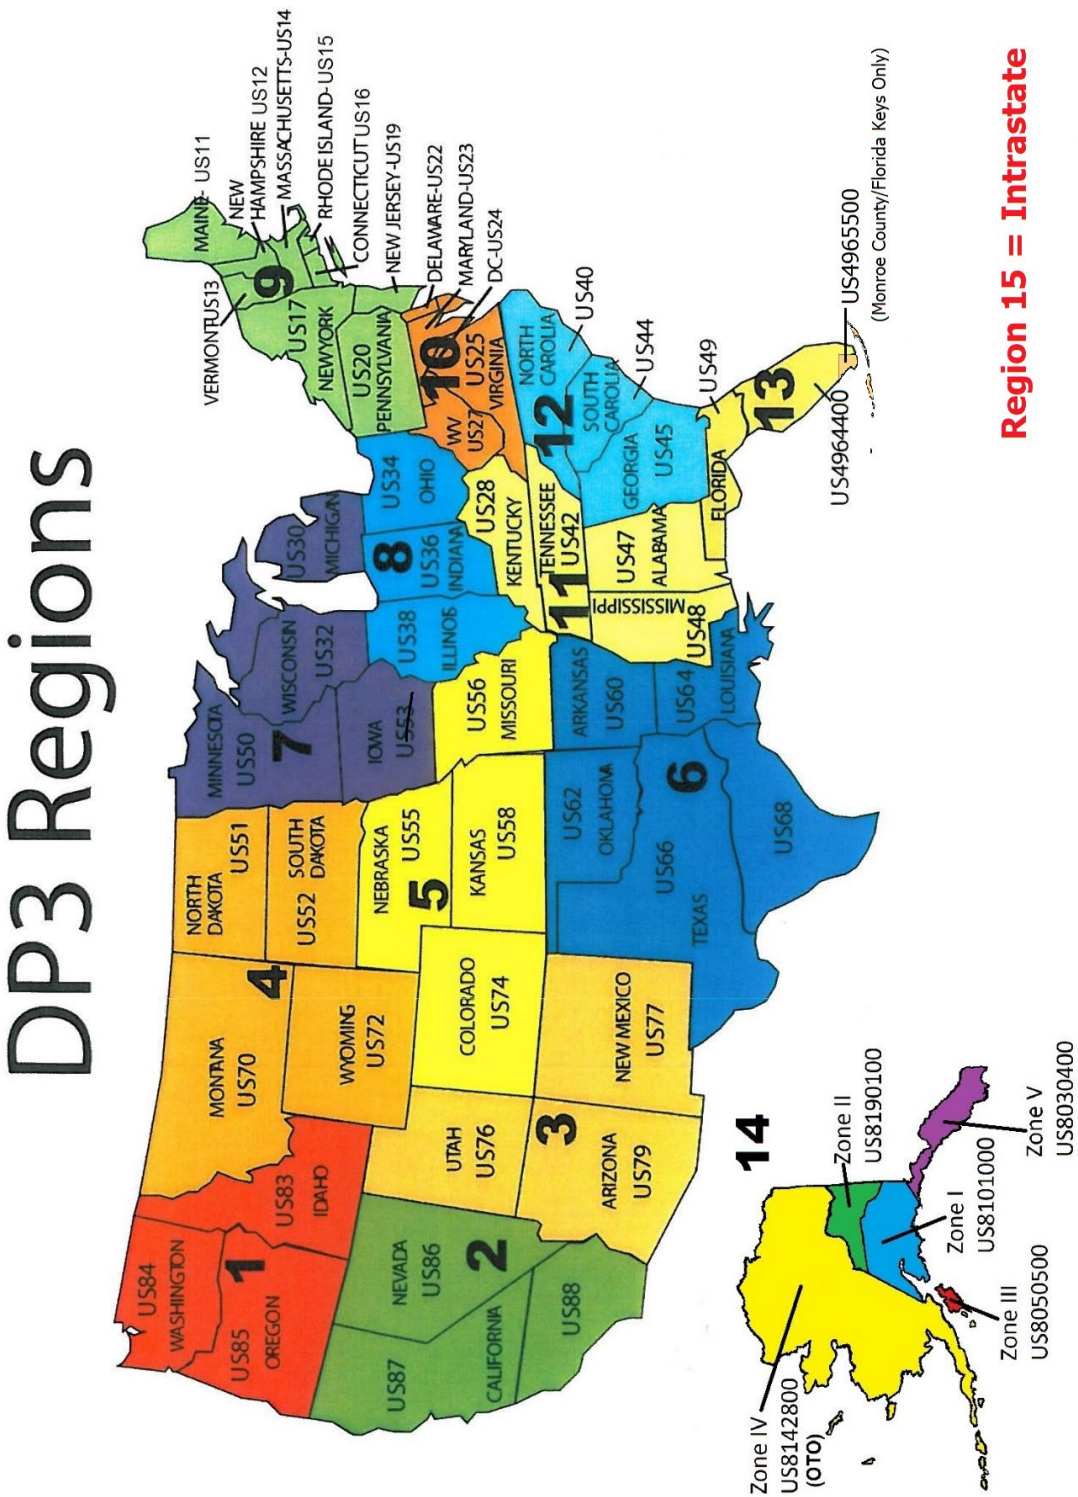 DP3 Regions
US84
WASHINGTON
1
US85
OREGON
US83
IDAHO
MONTANA
US70
4
WYOMING
US72
NORTH
DAKOTA
US51
SOUTH
DAKOTA
US52
MINNESOTA
US50
7
WISCONSIN
US32
IOWA
US53
US30
MICHIGAN
NEBRASKA
US55
5
KANSAS
US58
COLORADO
US74
US56
MISSOURI
US38
ILLINOIS
8
US36
INDIANA
US34
OHIO
VERMONTUS13
MAINE- US11
NEW
HAMPSHIRE US12
MASSACHUSETTS-US14
RHODE ISLAND- US15
CONNECTICUTUS16
NEW JERSEY-US19
DELAWARE-US22
MARYLAND-US23
DC-US24
9
US17
NEWYORK
US20
PENNSYLVANIA
10
US25
VIRGINIA
WV
US27
US28
KENTUCKY
TENNESSEE
US42
11
NORTH
CAROLIA
US40
12
SOUTH
CAROLIA
US44
GEORGIA
US45
US47
ALABAMA
MISSISSIPPI
US48
FLORIDA
US49
13
US4964400
US4965500
(Monroe County/Florida Keys Only)
NEVADA
US86
2
US87
CALIFORNIA
US88
UTAH
US76
3
ARIZONA
US79
NEW MEXICO
US77
US62
OKLAHOMA
6
US66
TEXAS
US68
ARKANSAS
US60
US64
LOUISIANA
14
Zone IV
US8142800
(OTO)
Zone II
US8190100
Zone I
US8101000
Zone III
US8050500
Zone V
US8030400
Region 15 = Intrastate